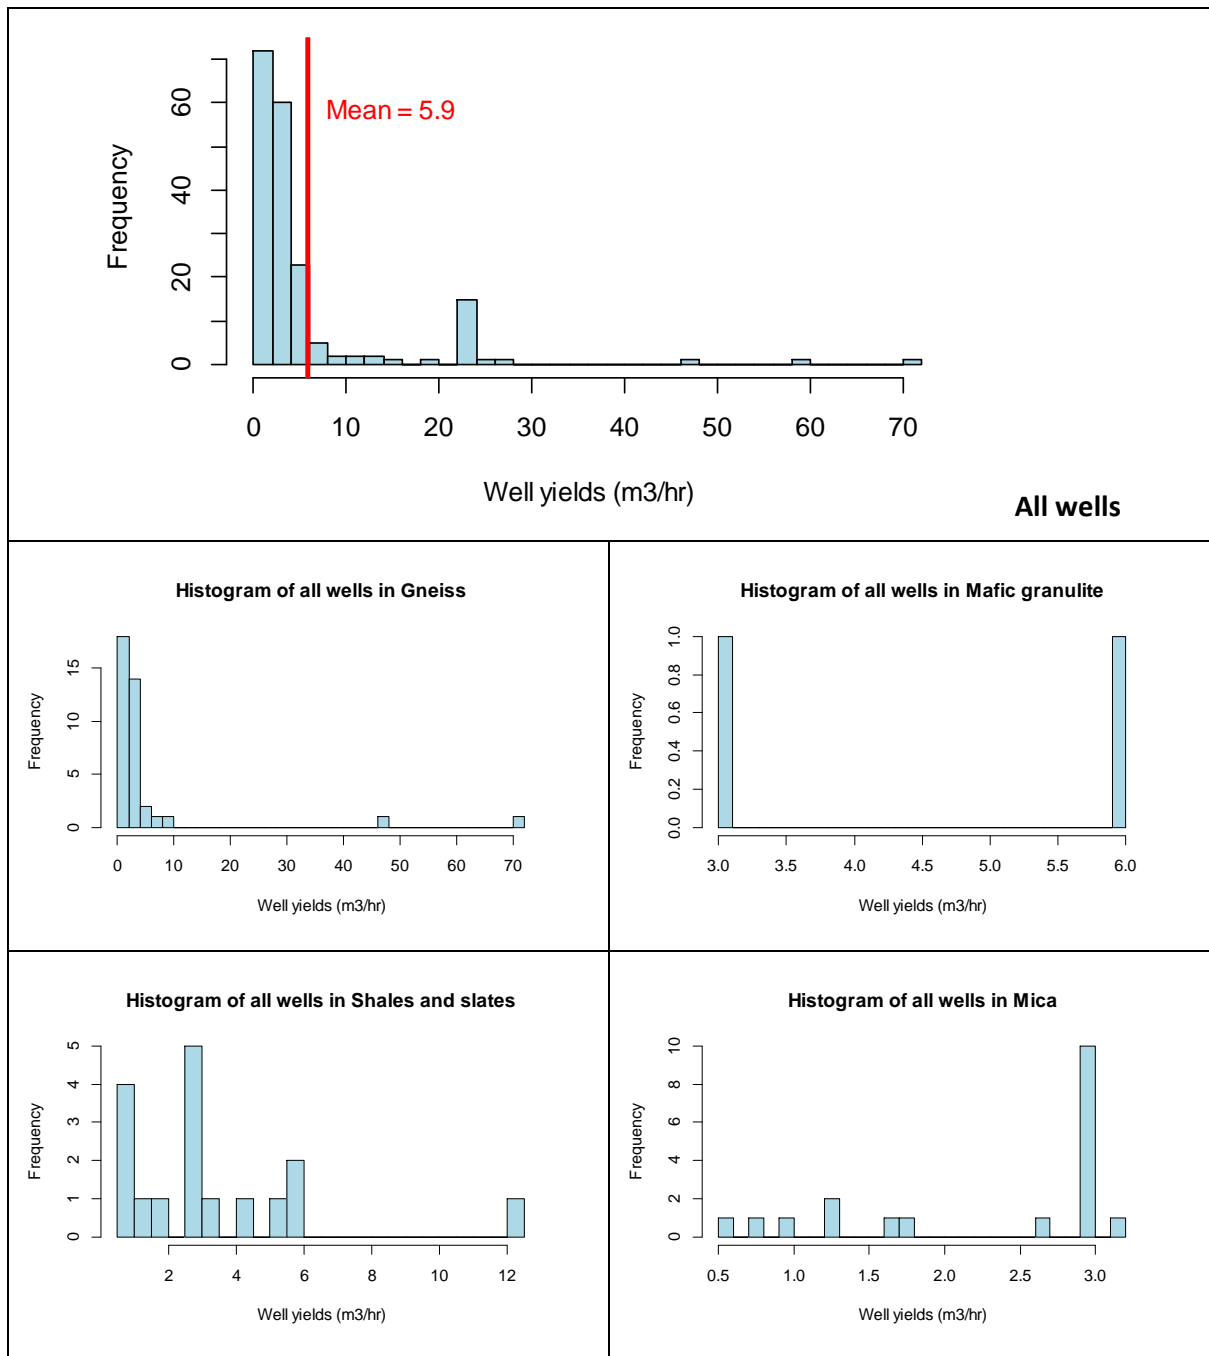 60
40
20
0
Frequency
Mean = 5.9
0 10 20 30 40 50 60 70
Well yields (m3/hr)
All wells
Histogram of all wells in Gneiss
15
10
5
0
Frequency
0 10 20 30 40 50 60 70
Well yields (m3/hr)
Histogram of all wells in Mafic granulite
1.0
0.8
0.6
0.4
0.2
0.0
Frequency
3.0 3.5 4.0 4.5 5.0 5.5 6.0
Well yields (m3/hr)
Histogram of all wells in Shales and slates
5
4
3
2
1
0
Frequency
2 4 6 8 10 12
Well yields (m3/hr)
Histogram of all wells in Mica
10
8
6
4
2
0
Frequency
0.5 1.0 1.5 2.0 2.5 3.0
Well yields (m3/hr)